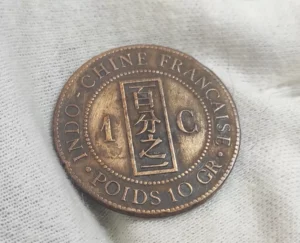 INDO-CHINE FRANÇAISE
1 百分之一 C
· POIDS 10 GR ·